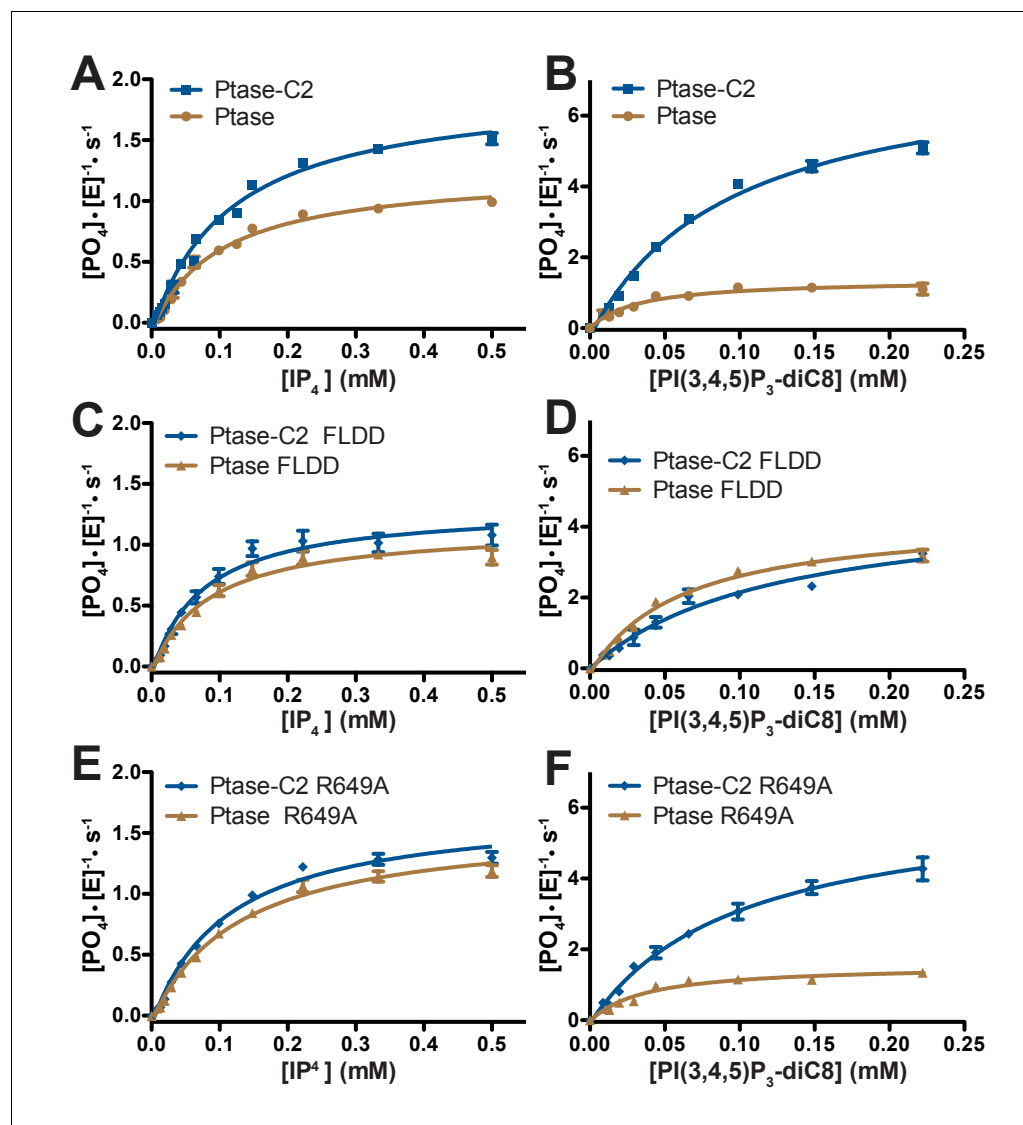 A
Ptase-C2
Ptase
[PO₄]•[E]⁻¹• s⁻¹
2.0
1.5
1.0
0.5
0.0
0.0 0.1 0.2 0.3 0.4 0.5
[IP₄ ] (mM)
B
Ptase-C2
Ptase
[PO₄]•[E]⁻¹• s⁻¹
6
4
2
0
0.00 0.05 0.10 0.15 0.20 0.25
[PI(3,4,5)P₃-diC8] (mM)
C
Ptase-C2 FLDD
Ptase FLDD
[PO₄]•[E]⁻¹• s⁻¹
2.0
1.5
1.0
0.5
0.0
0.0 0.1 0.2 0.3 0.4 0.5
[IP₄ ] (mM)
D
Ptase-C2 FLDD
Ptase FLDD
[PO₄]•[E]⁻¹• s⁻¹
6
4
2
0
0.00 0.05 0.10 0.15 0.20 0.25
[PI(3,4,5)P₃-diC8] (mM)
E
Ptase-C2 R649A
Ptase R649A
[PO₄]•[E]⁻¹• s⁻¹
2.0
1.5
1.0
0.5
0.0
0.0 0.1 0.2 0.3 0.4 0.5
[IP⁴ ] (mM)
F
Ptase-C2 R649A
Ptase R649A
[PO₄]•[E]⁻¹• s⁻¹
6
4
2
0
0.00 0.05 0.10 0.15 0.20 0.25
[PI(3,4,5)P₃-diC8] (mM)